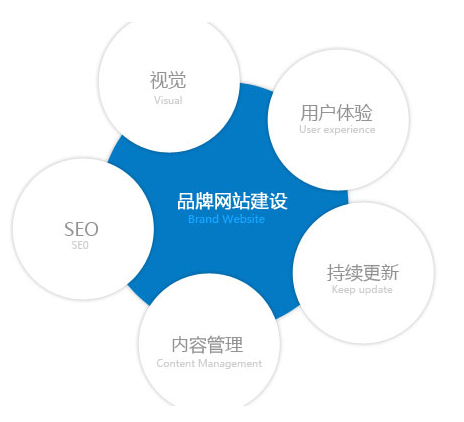 视觉
Visual
用户体验
User experience
品牌网站建设
Brand Website
SEO
SEO
持续更新
Keep update
内容管理
Content Management